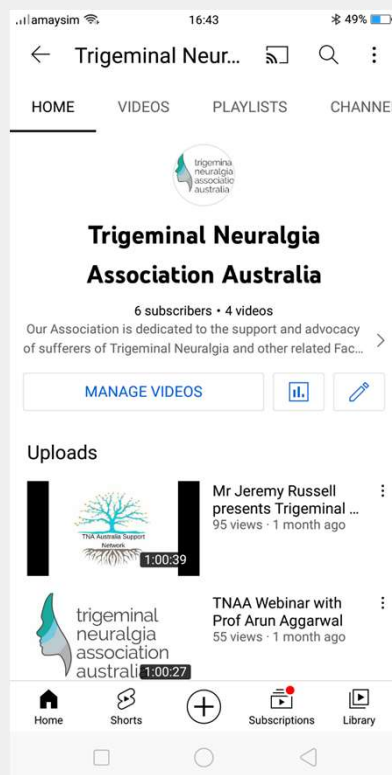 amaysim
16:43
49%
Trigeminal Neur...
HOME
VIDEOS
PLAYLISTS
CHANNE
trigemina
neuralgia
associatio
australia
Trigeminal Neuralgia
Association Australia
6 subscribers • 4 videos
Our Association is dedicated to the support and advocacy
of sufferers of Trigeminal Neuralgia and other related Fac...
MANAGE VIDEOS
Uploads
TNA Australia Support
Network
1:00:39
Mr Jeremy Russell
presents Trigeminal ...
95 views · 1 month ago
trigeminal
neuralgia
association
australi
1:00:27
TNAA Webinar with
Prof Arun Aggarwal
55 views · 1 month ago
Home
Shorts
Subscriptions
Library